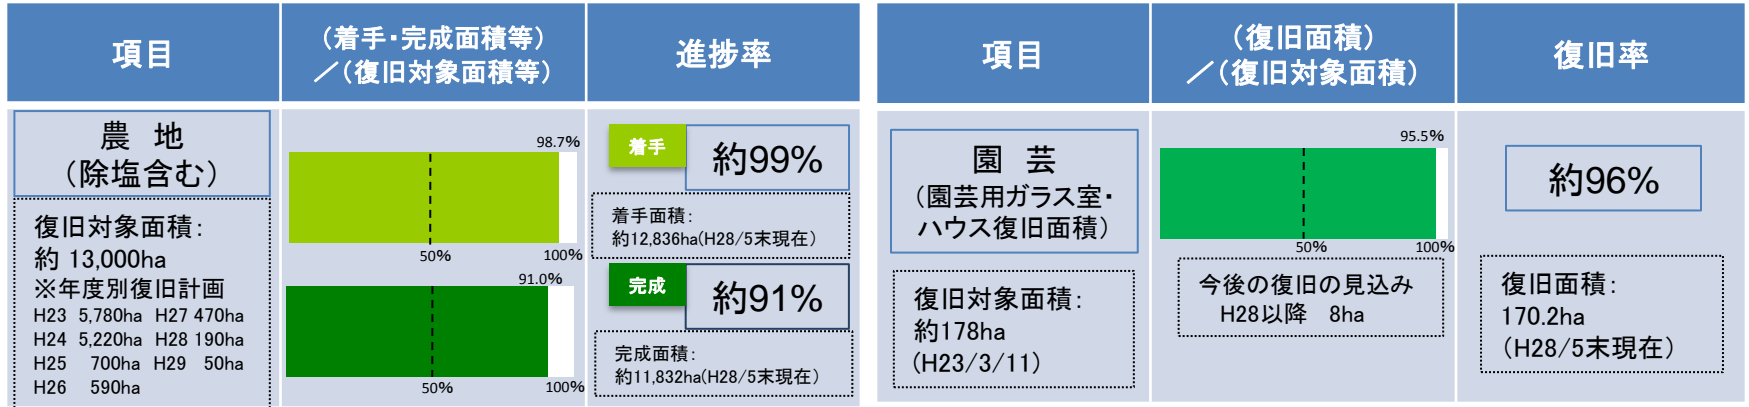 項目
（着手・完成面積等）
／（復旧対象面積等）
進捗率
農　地
（除塩含む）
復旧対象面積：
約 13,000ha
※年度別復旧計画
H23 5,780ha H27 470ha
H24 5,220ha H28 190ha
H25 700ha H29 50ha
H26 590ha
98.7%
50%
100%
91.0%
50%
100%
着手
約99%
着手面積：
約12,836ha(H28/5末現在）
完成
約91%
完成面積：
約11,832ha(H28/5末現在）
項目
（復旧面積）
／（復旧対象面積）
復旧率
園　芸
（園芸用ガラス室・
ハウス復旧面積）
復旧対象面積：
約178ha
（H23/3/11）
95.5%
50%
100%
今後の復旧の見込み
H28以降　8ha
約96%
復旧面積：
170.2ha
（H28/5末現在）